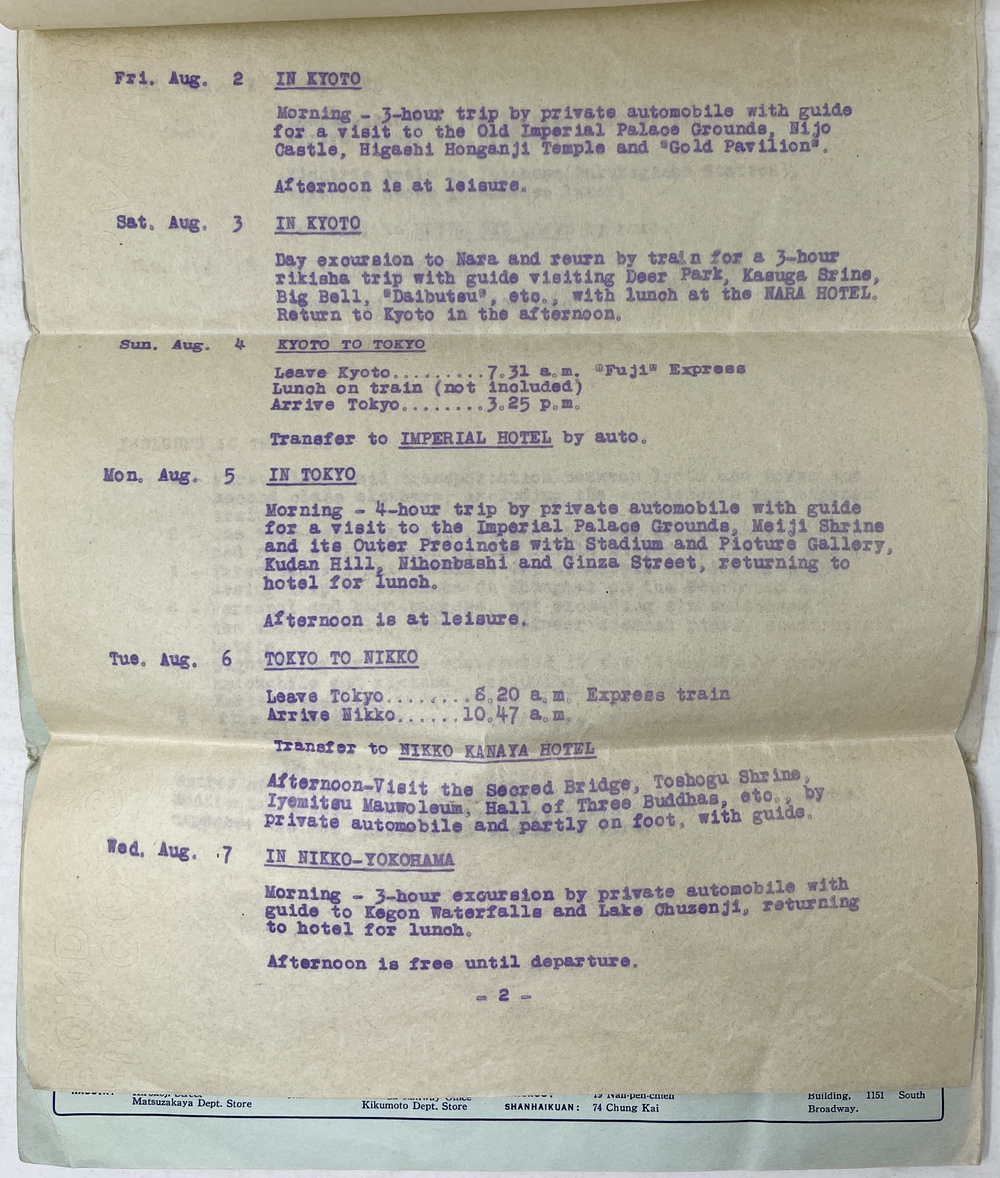 Fri. Aug. 2 IN KYOTO
Morning - 3-hour trip by private automobile with guide
for a visit to the Old Imperial Palace Grounds, Nijo
Castle, Higashi Honganji Temple and "Gold Pavilion".
Afternoon is at leisure.
Sat. Aug. 3 IN KYOTO
Day excursion to Nara and reurn by train for a 3-hour
rikisha trip with guide visiting Deer Park, Kasuga Srine,
Big Bell, "Daibutsu", etc., with lunch at the NARA HOTEL.
Return to Kyoto in the afternoon.
Sun. Aug. 4 KYOTO TO TOKYO
Leave Kyoto.........7.31 a.m. "Fuji" Express
Lunch on train (not included)
Arrive Tokyo........3.25 p.m.
Transfer to IMPERIAL HOTEL by auto.
Mon. Aug. 5 IN TOKYO
Morning - 4-hour trip by private automobile with guide
for a visit to the Imperial Palace Grounds, Meiji Shrine
and its Outer Precincts with Stadium and Picture Gallery,
Kudan Hill, Nihonbashi and Ginza Street, returning to
hotel for lunch.
Afternoon is at leisure.
Tue. Aug. 6 TOKYO TO NIKKO
Leave Tokyo........8.20 a.m. Express train
Arrive Nikko......10.47 a.m.
Transfer to NIKKO KANAYA HOTEL
Afternoon-Visit the Secred Bridge, Toshogu Shrine,
Iyemitsu Mauwoleum, Hall of Three Buddhas, etc., by
private automobile and partly on foot, with guide.
Wed. Aug. 7 IN NIKKO-YOKOHAMA
Morning - 3-hour excursion by private automobile with
guide to Kegon Waterfalls and Lake Chuzenji, returning
to hotel for lunch.
Afternoon is free until departure.
- 2 -
Matsuzakaya Dept. Store
Kikumoto Dept. Store
19 Nan-pen-chien
SHANHAIKUAN: 74 Chung Kai
Building, 1151 South
Broadway.